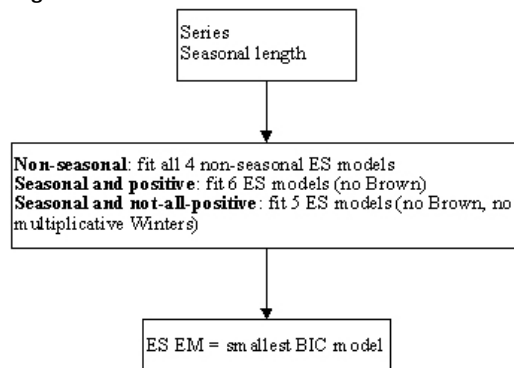 Series
Seasonal length
Non-seasonal: fit all 4 non-seasonal ES models
Seasonal and positive: fit 6 ES models (no Brown)
Seasonal and not-all-positive: fit 5 ES models (no Brown, no
multiplicative Winters)
ES EM = smallest BIC model